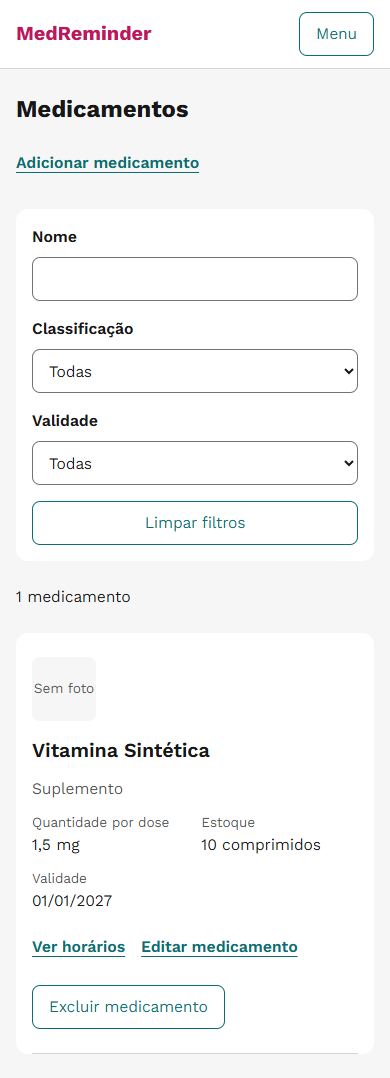 MedReminder
Menu
Medicamentos
Adicionar medicamento
Nome
Classificação
Todas
Validade
Todas
Limpar filtros
1 medicamento
Sem foto
Vitamina Sintética
Suplemento
Quantidade por dose Estoque
1,5 mg 10 comprimidos
Validade
01/01/2027
Ver horários Editar medicamento
Excluir medicamento